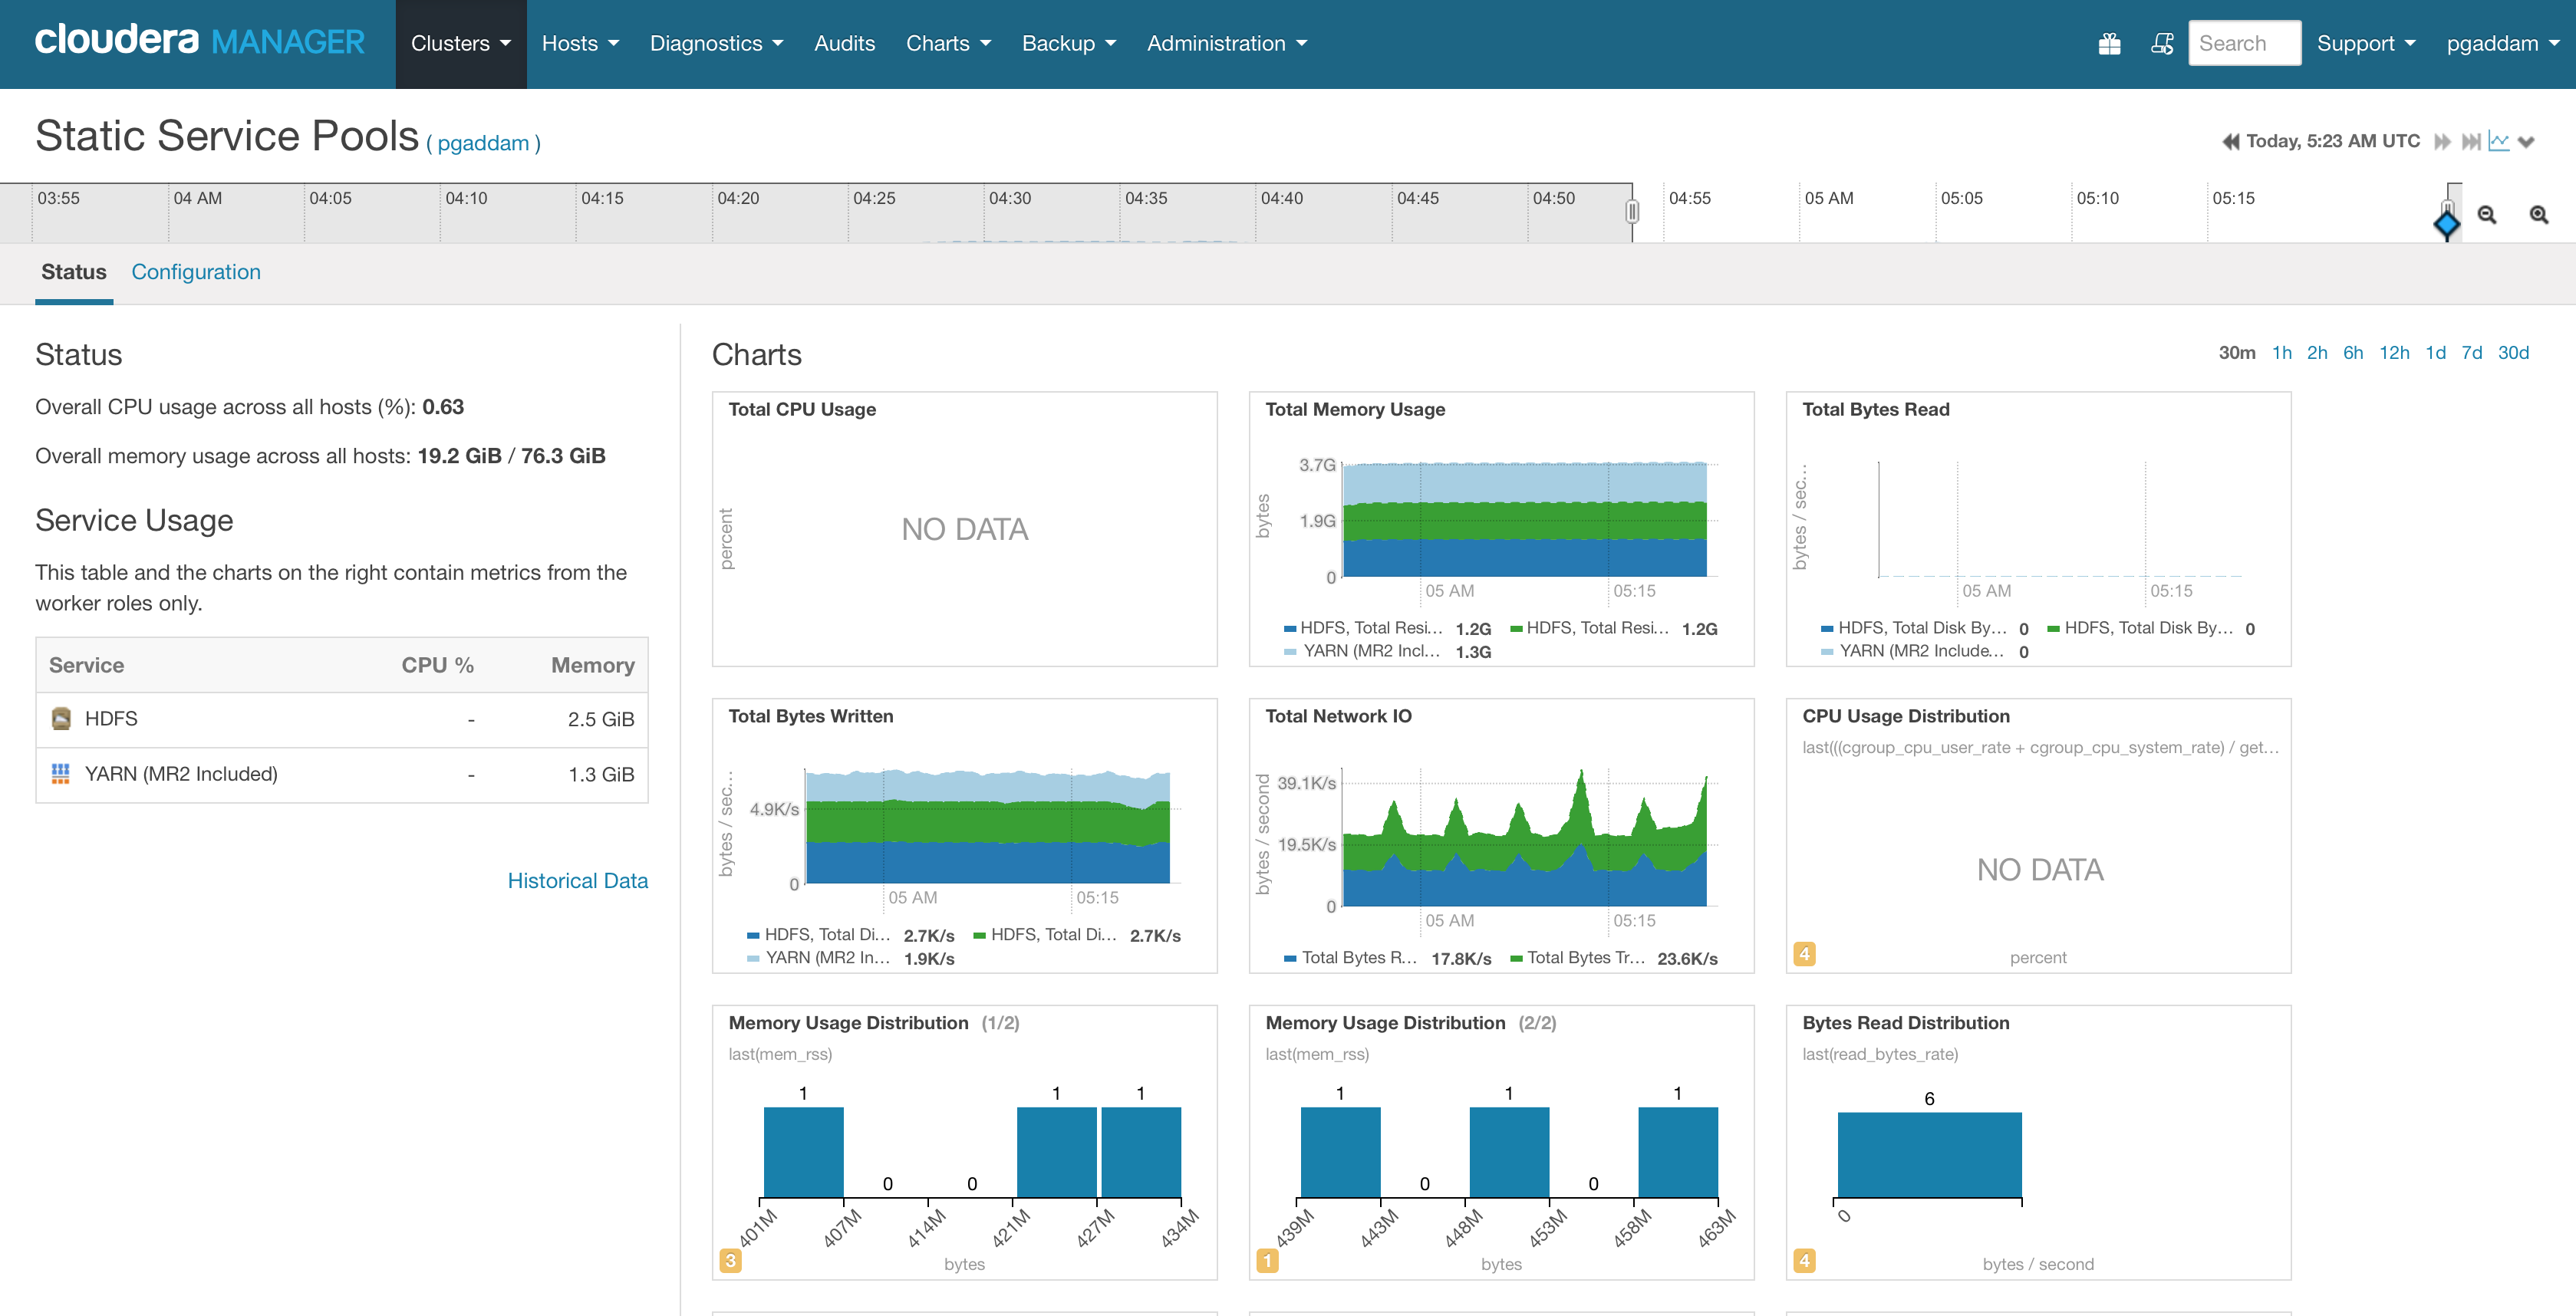 cloudera MANAGER Clusters Hosts Diagnostics Audits Charts Backup Administration Search Support pgaddam
Static Service Pools ( pgaddam )
Today, 5:23 AM UTC
03:55 04 AM 04:05 04:10 04:15 04:20 04:25 04:30 04:35 04:40 04:45 04:50 04:55 05 AM 05:05 05:10 05:15
Status Configuration
Status
Overall CPU usage across all hosts (%): 0.63
Overall memory usage across all hosts: 19.2 GiB / 76.3 GiB
Service Usage
This table and the charts on the right contain metrics from the
worker roles only.
Service CPU % Memory
HDFS - 2.5 GiB
YARN (MR2 Included) - 1.3 GiB
Historical Data
Charts
30m 1h 2h 6h 12h 1d 7d 30d
Total CPU Usage
percent
NO DATA
Total Memory Usage
bytes
3.7G
1.9G
0
05 AM 05:15
HDFS, Total Resi... 1.2G HDFS, Total Resi... 1.2G
YARN (MR2 Incl... 1.3G
Total Bytes Read
bytes / sec...
05 AM 05:15
HDFS, Total Disk By... 0 HDFS, Total Disk By... 0
YARN (MR2 Include... 0
Total Bytes Written
bytes / sec...
4.9K/s
0
05 AM 05:15
HDFS, Total Di... 2.7K/s HDFS, Total Di... 2.7K/s
YARN (MR2 In... 1.9K/s
Total Network IO
bytes / second
39.1K/s
19.5K/s
0
05 AM 05:15
Total Bytes R... 17.8K/s Total Bytes Tr... 23.6K/s
CPU Usage Distribution
last(((cgroup_cpu_user_rate + cgroup_cpu_system_rate) / get...
NO DATA
4
percent
Memory Usage Distribution (1/2)
last(mem_rss)
1 0 0 1 1
401M 407M 414M 421M 427M 434M
3
bytes
Memory Usage Distribution (2/2)
last(mem_rss)
1 0 1 0 1
439M 443M 448M 453M 458M 463M
1
bytes
Bytes Read Distribution
last(read_bytes_rate)
6
0
4
bytes / second